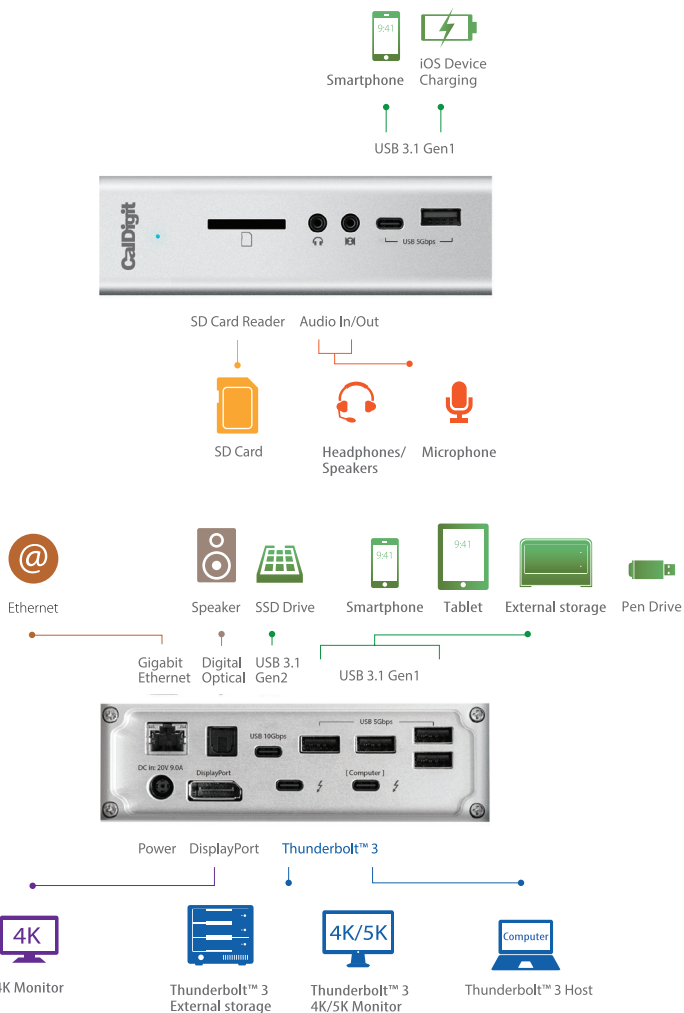 9:41
iOS Device
Smartphone Charging
USB 3.1 Gen1
CalDigit
USB 5Gbps
SD Card Reader Audio In/Out
SD Card
Headphones/
Speakers
Microphone
@
9:41
9:41
Ethernet Speaker SSD Drive Smartphone Tablet External storage Pen Drive
Gigabit
Ethernet
Digital
Optical
USB 3.1
Gen2
USB 3.1 Gen1
USB 5Gbps
USB 10Gbps
DC in: 20V 9.0A
DisplayPort
[ Computer ]
Power DisplayPort Thunderbolt™ 3
4K
4K/5K
Computer
4K Monitor
Thunderbolt™ 3
External storage
Thunderbolt™ 3
4K/5K Monitor
Thunderbolt™ 3 Host